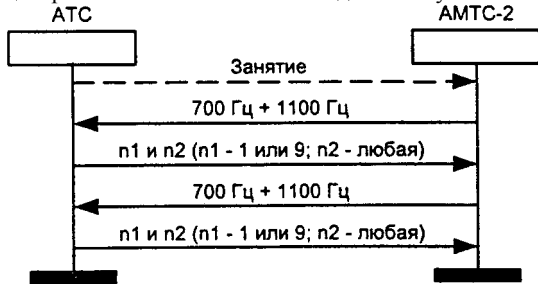 АТС
АМТС-2
Занятие
700 Гц + 1100 Гц
n1 и n2 (n1 - 1 или 9; n2 - любая)
700 Гц + 1100 Гц
n1 и n2 (n1 - 1 или 9; n2 - любая)